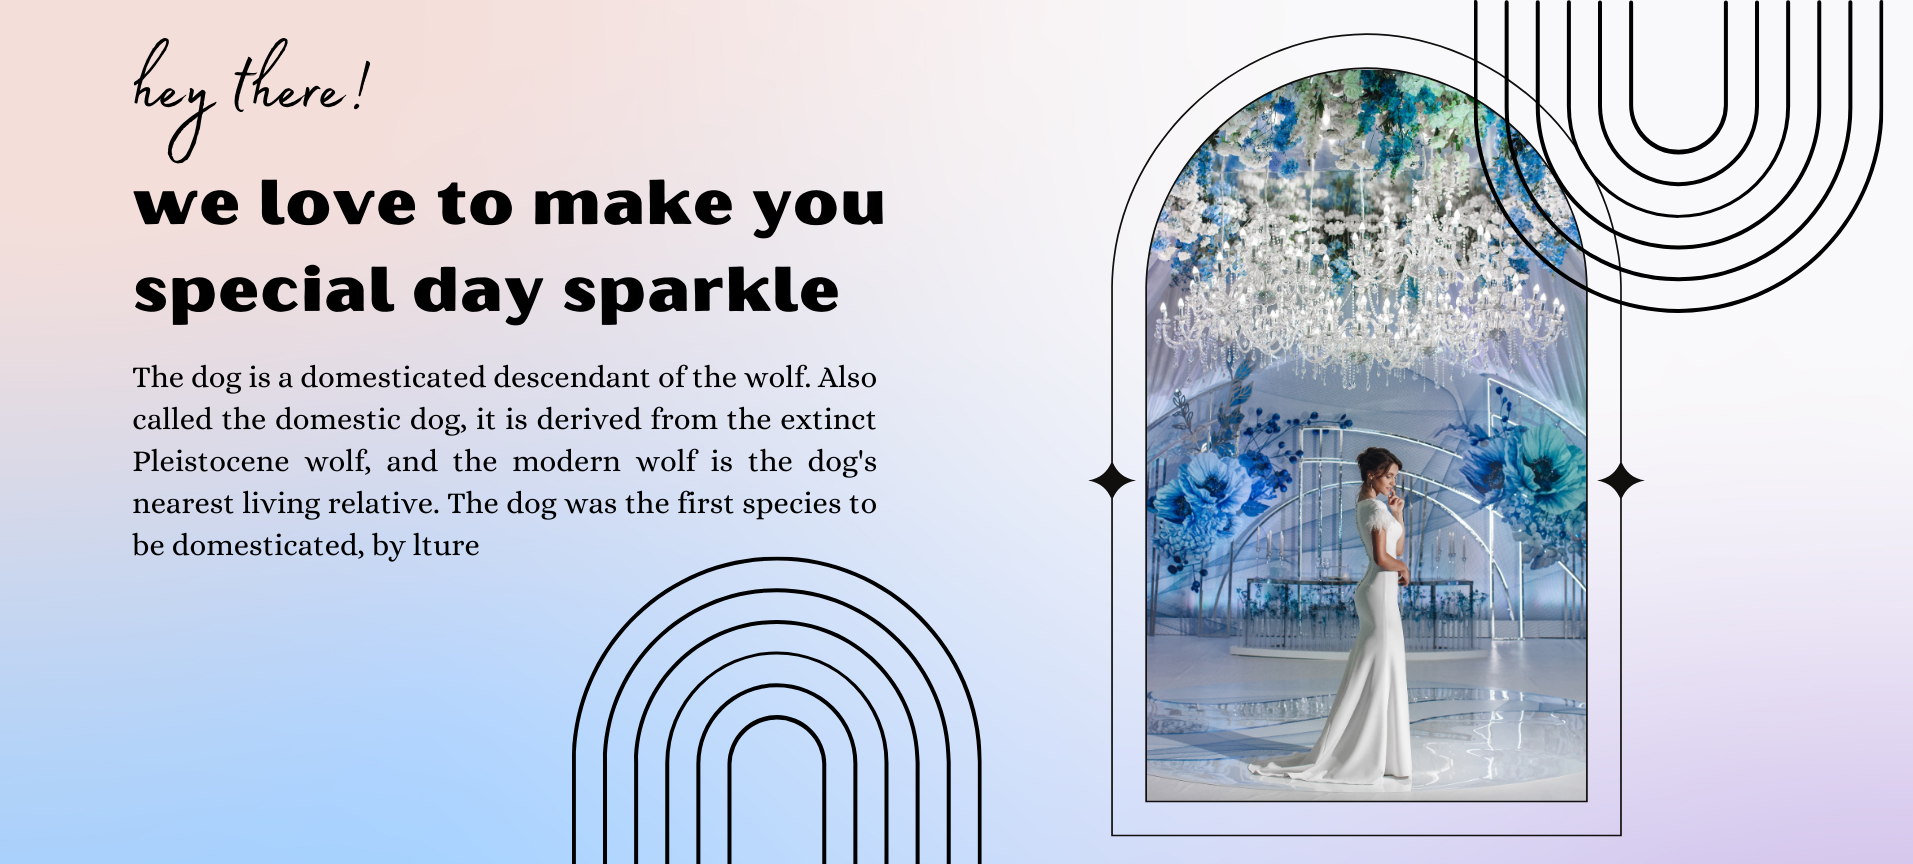 hey there!
we love to make you
special day sparkle
The dog is a domesticated descendant of the wolf. Also
called the domestic dog, it is derived from the extinct
Pleistocene wolf, and the modern wolf is the dog's
nearest living relative. The dog was the first species to
be domesticated, by lture